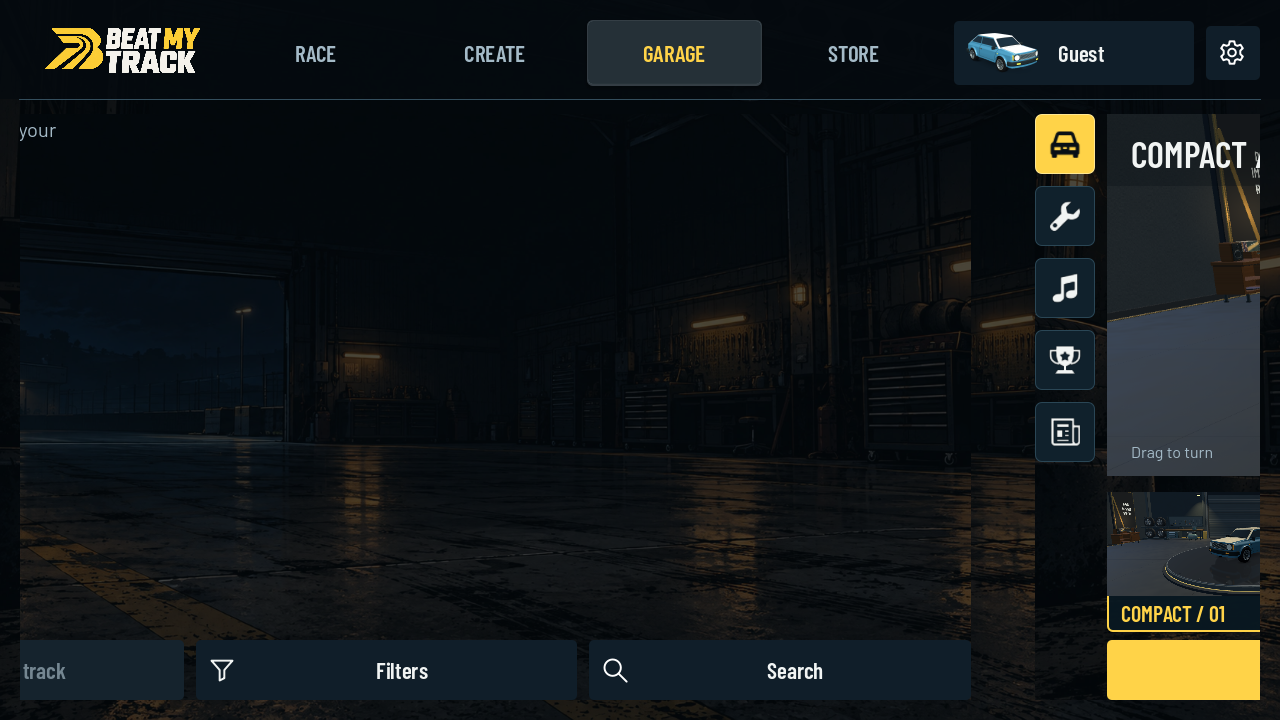 BEAT MY
TRACK
RACE
CREATE
GARAGE
STORE
Guest
your
COMPACT
Drag to turn
COMPACT / 01
track
Filters
Search